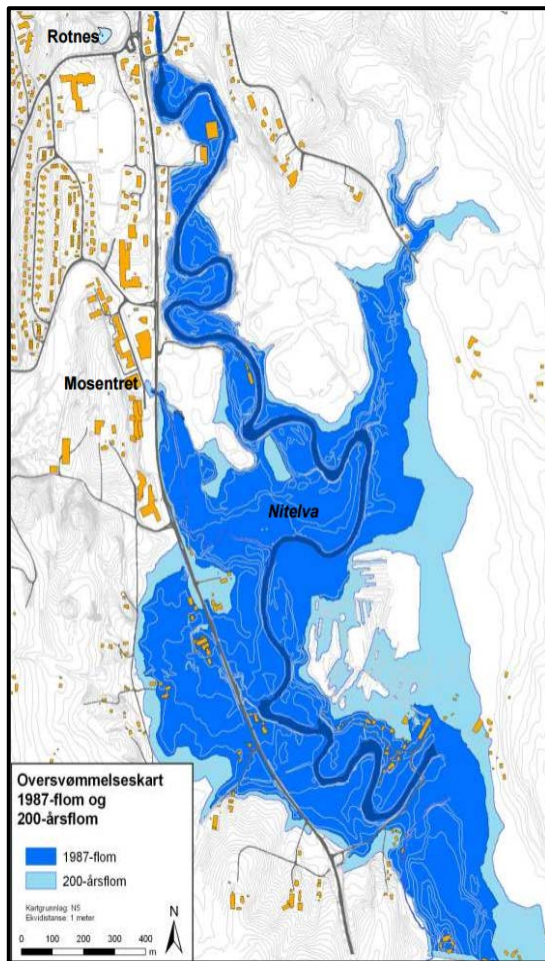 Rotnes
Mosentret
Nitelva
Oversvømmelseskart
1987-flom og
200-årsflom
1987-flom
200-årsflom
Kartgrunnlag: N5
Ekvidistanse: 1 meter
N
0 100 200 300 400
m